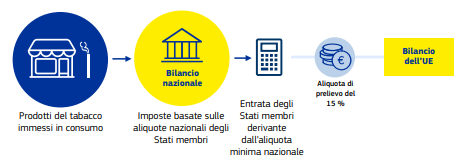 Prodotti del tabacco
immessi in consumo
Bilancio
nazionale
Imposte basate sulle
aliquote nazionali degli
Stati membri
Entrata degli
Stati membri
derivante
dall'aliquota
minima nazionale
€
Aliquota di
prelievo del
15 %
Bilancio
dell'UE